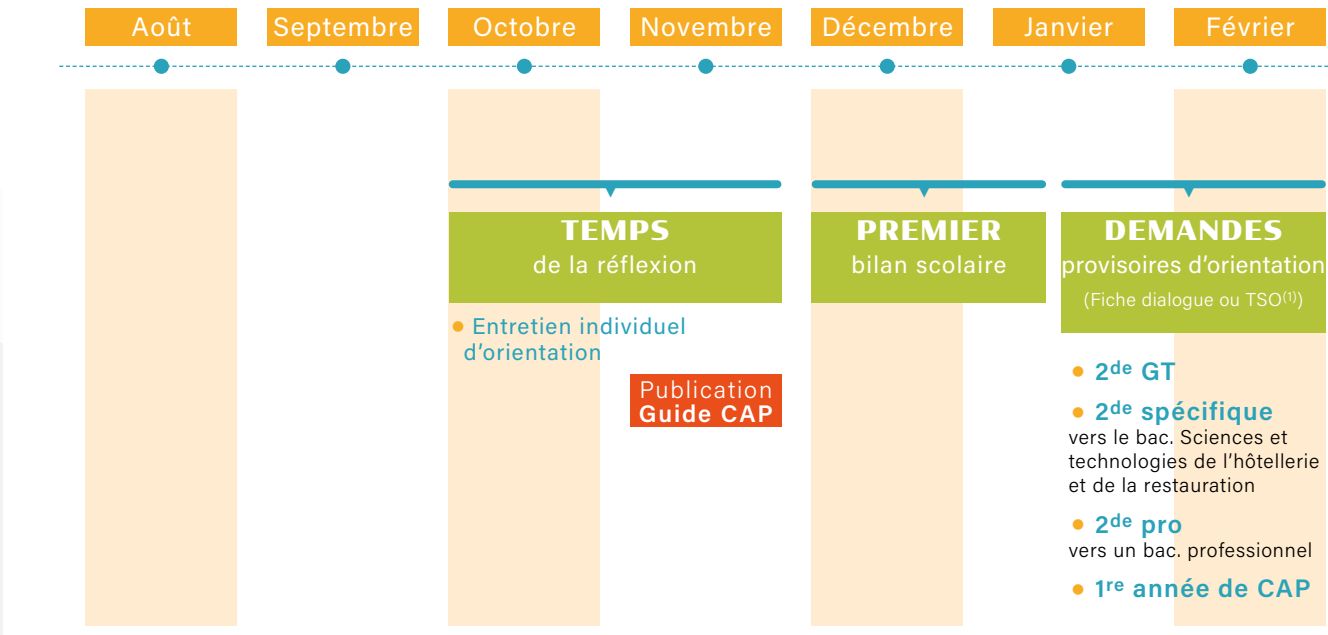 Août Septembre Octobre Novembre Décembre Janvier Février
TEMPS
de la réflexion
• Entretien individuel
d'orientation
Publication
Guide CAP
PREMIER
bilan scolaire
DEMANDES
provisoires d'orientation
(Fiche dialogue ou TSO(1))
• 2de GT
• 2de spécifique
vers le bac. Sciences et
technologies de l'hôtellerie
et de la restauration
• 2de pro
vers un bac. professionnel
• 1re année de CAP